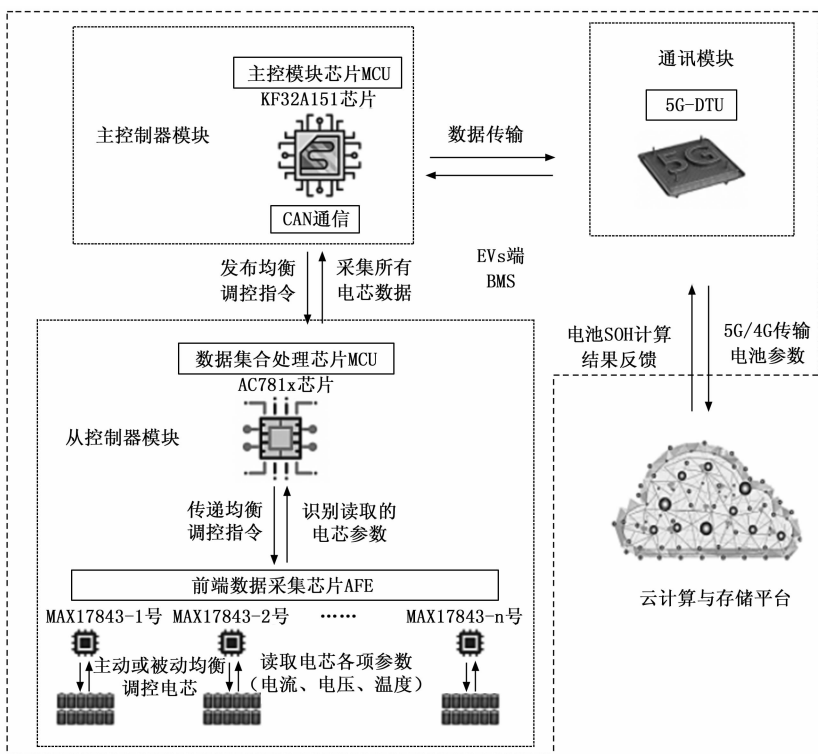 主控模块芯片MCU
KF32A151芯片
主控制器模块
CAN通信
数据传输
通讯模块
5G-DTU
5G
发布均衡
调控指令
采集所有
电芯数据
EVs端
BMS
电池SOH计算
结果反馈
5G/4G传输
电池参数
数据集合处理芯片MCU
AC781x芯片
从控制器模块
传递均衡
调控指令
识别读取的
电芯参数
前端数据采集芯片AFE
MAX17843-1号
MAX17843-2号
……
MAX17843-n号
主动或被动均衡
调控电芯
读取电芯各项参数
(电流、电压、温度)
云计算与存储平台